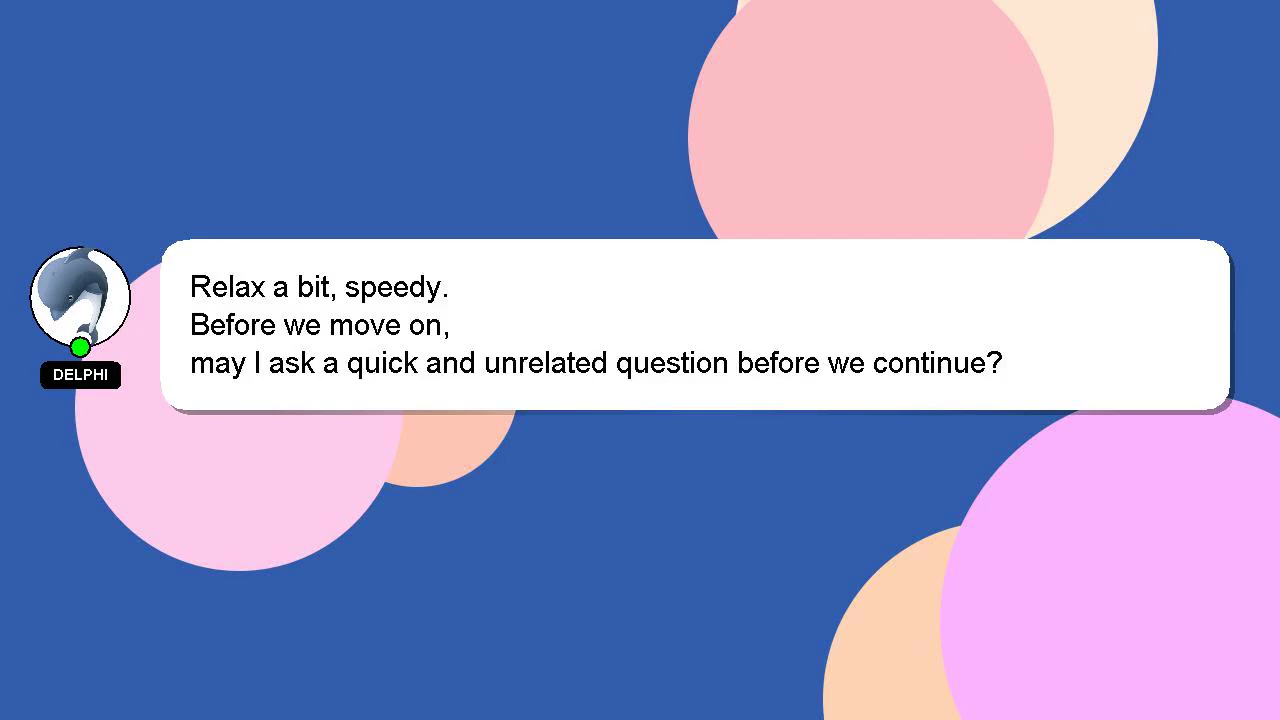 Relax a bit, speedy.
Before we move on,
may I ask a quick and unrelated question before we continue?
DELPHI